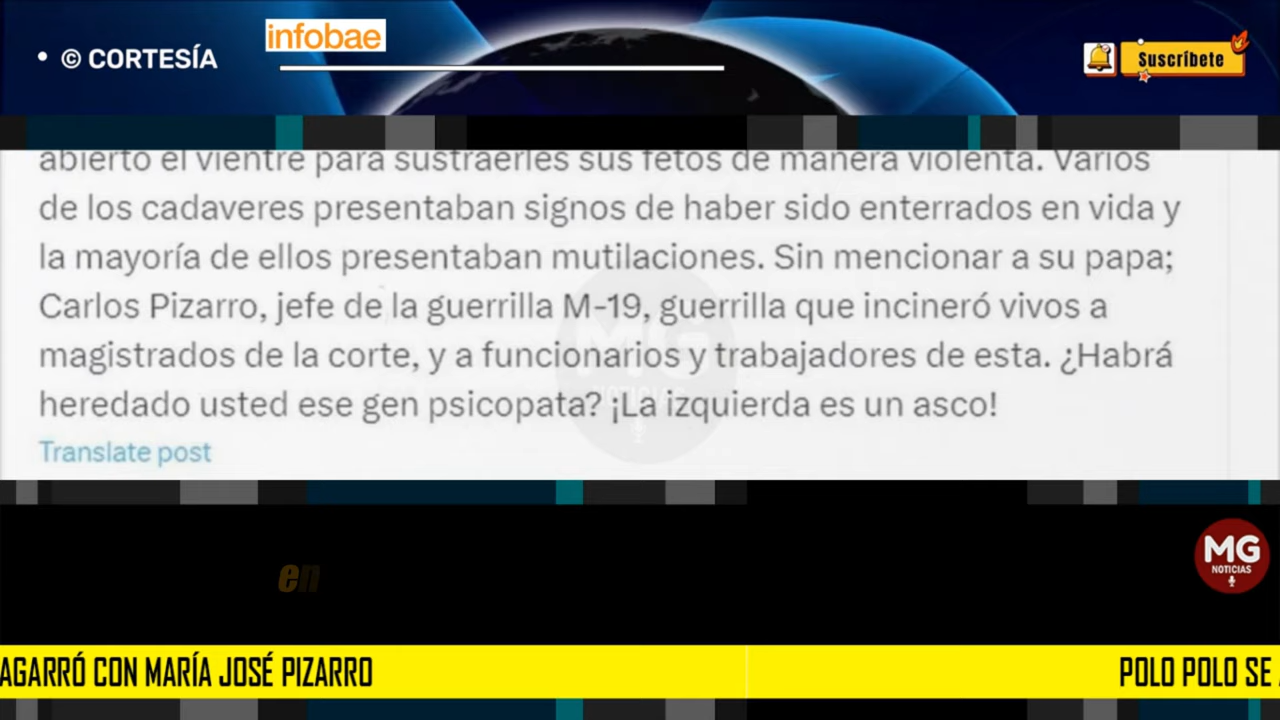 • © CORTESÍA
infobae
Suscríbete
abierto el vientre para sustraerles sus fetos de manera violenta. Varios
de los cadaveres presentaban signos de haber sido enterrados en vida y
la mayoría de ellos presentaban mutilaciones. Sin mencionar a su papa;
Carlos Pizarro, jefe de la guerrilla M-19, guerrilla que incineró vivos a
magistrados de la corte, y a funcionarios y trabajadores de esta. ¿Habrá
heredado usted ese gen psicopata? ¡La izquierda es un asco!
Translate post
MG
NOTICIAS
en
MG
NOTICIAS
AGARRÓ CON MARÍA JOSÉ PIZARRO
POLO POLO SE